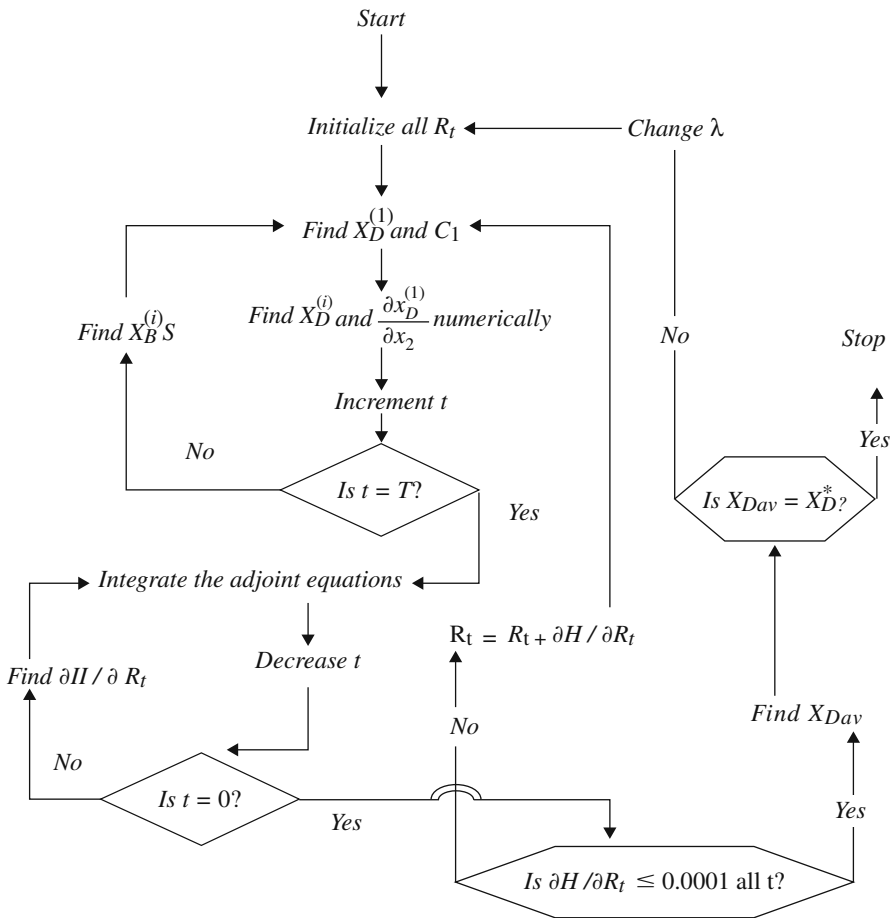 Start
Initialize all R_t
Change λ
Find X_D^(1) and C_1
Find X_B^(i) S
Find X_D^(i) and ∂x_D^(1)/∂x_2 numerically
No
Stop
Increment t
No
Yes
Is t = T?
Is X_Dav = X_D^*?
Yes
Integrate the adjoint equations
R_t = R_t + ∂H / ∂R_t
Decrease t
Find ∂II / ∂ R_t
Find X_Dav
No
No
Is t = 0?
Yes
Yes
Is ∂H /∂R_t ≤ 0.0001 all t?